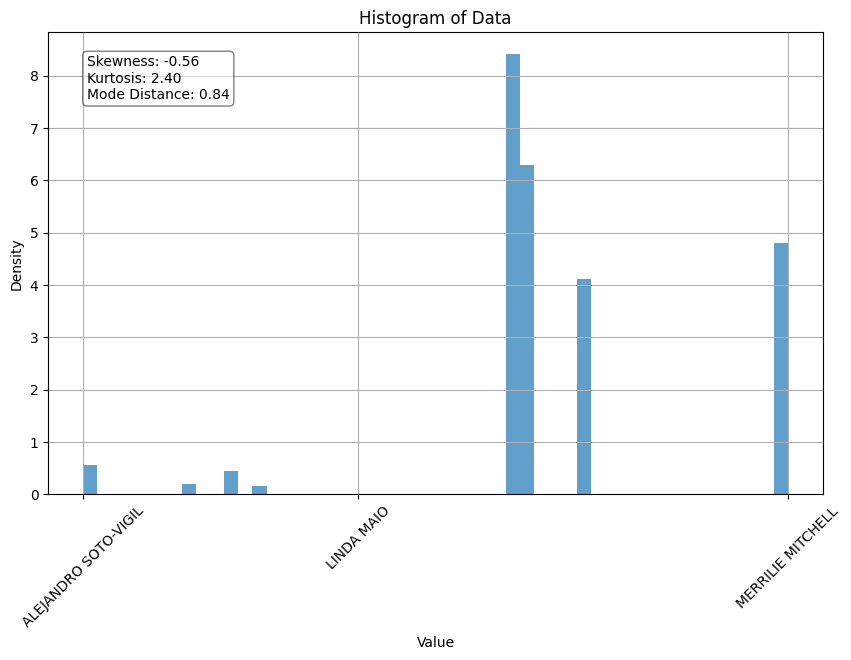 Histogram of Data
Skewness: -0.56
Kurtosis: 2.40
Mode Distance: 0.84
8
7
6
5
4
3
2
1
0
Density
ALEJANDRO SOTO-VIGIL
LINDA MAIO
MERRILIE MITCHELL
Value